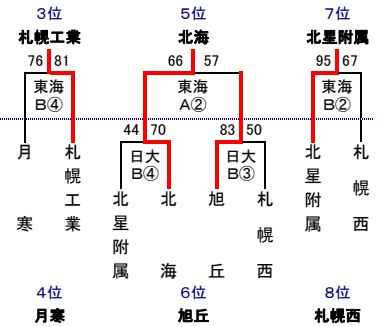 3位 5位 7位
札幌工業 北海 北星附属
76 81 66 57 95 67
東海 東海 東海
B④ A② B②
44 70 83 50
日大 日大
B④ B③
月寒 札幌工業 北星附属 北海 旭丘 札幌西 北星附属 札幌西
4位 6位 8位
月寒 旭丘 札幌西